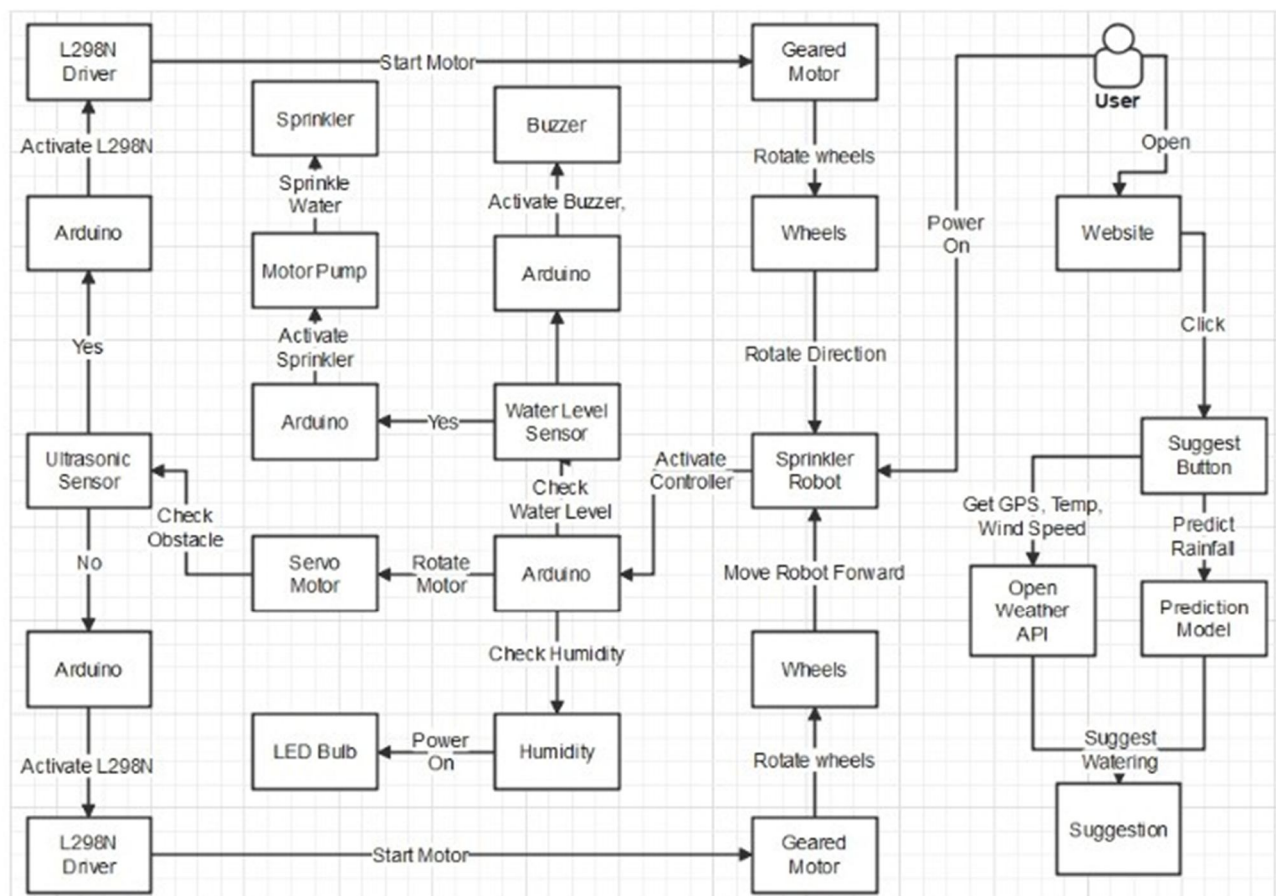 L298N
Driver
Start Motor
Geared
Motor
User
Sprinkler
Buzzer
Activate L298N
Rotate wheels
Open
Sprinkle
Water
Activate Buzzer,
Arduino
Motor Pump
Arduino
Wheels
Power
On
Website
Yes
Activate
Sprinkler
Rotate Direction
Click
Arduino
Yes
Water Level
Sensor
Ultrasonic
Sensor
Activate
Controller
Sprinkler
Robot
Suggest
Button
Check
Obstacle
Check
Water Level
Get GPS, Temp,
Wind Speed
Predict
Rainfall
No
Servo
Motor
Rotate
Motor
Arduino
Move Robot Forward
Open
Weather
API
Prediction
Model
Arduino
Check Humidity
Wheels
LED Bulb
Power
On
Humidity
Activate L298N
Rotate wheels
Suggest
Watering
L298N
Driver
Start Motor
Geared
Motor
Suggestion